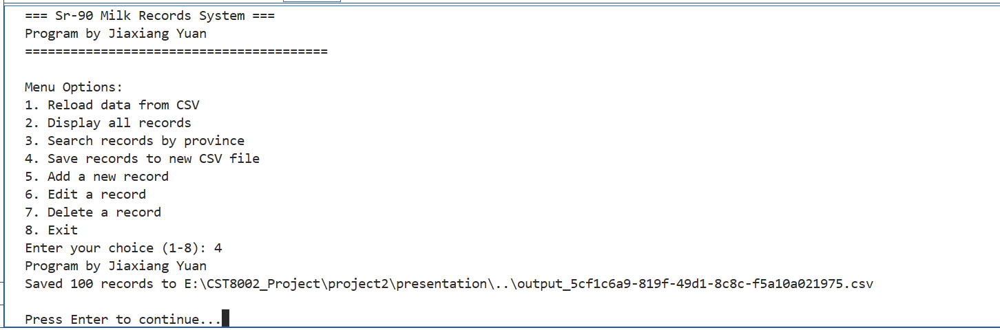 === Sr-90 Milk Records System ===
Program by Jiaxiang Yuan
========================================
Menu Options:
1. Reload data from CSV
2. Display all records
3. Search records by province
4. Save records to new CSV file
5. Add a new record
6. Edit a record
7. Delete a record
8. Exit
Enter your choice (1-8): 4
Program by Jiaxiang Yuan
Saved 100 records to E:\CST8002_Project\project2\presentation\..\output_5cf1c6a9-819f-49d1-8c8c-f5a10a021975.csv
Press Enter to continue...